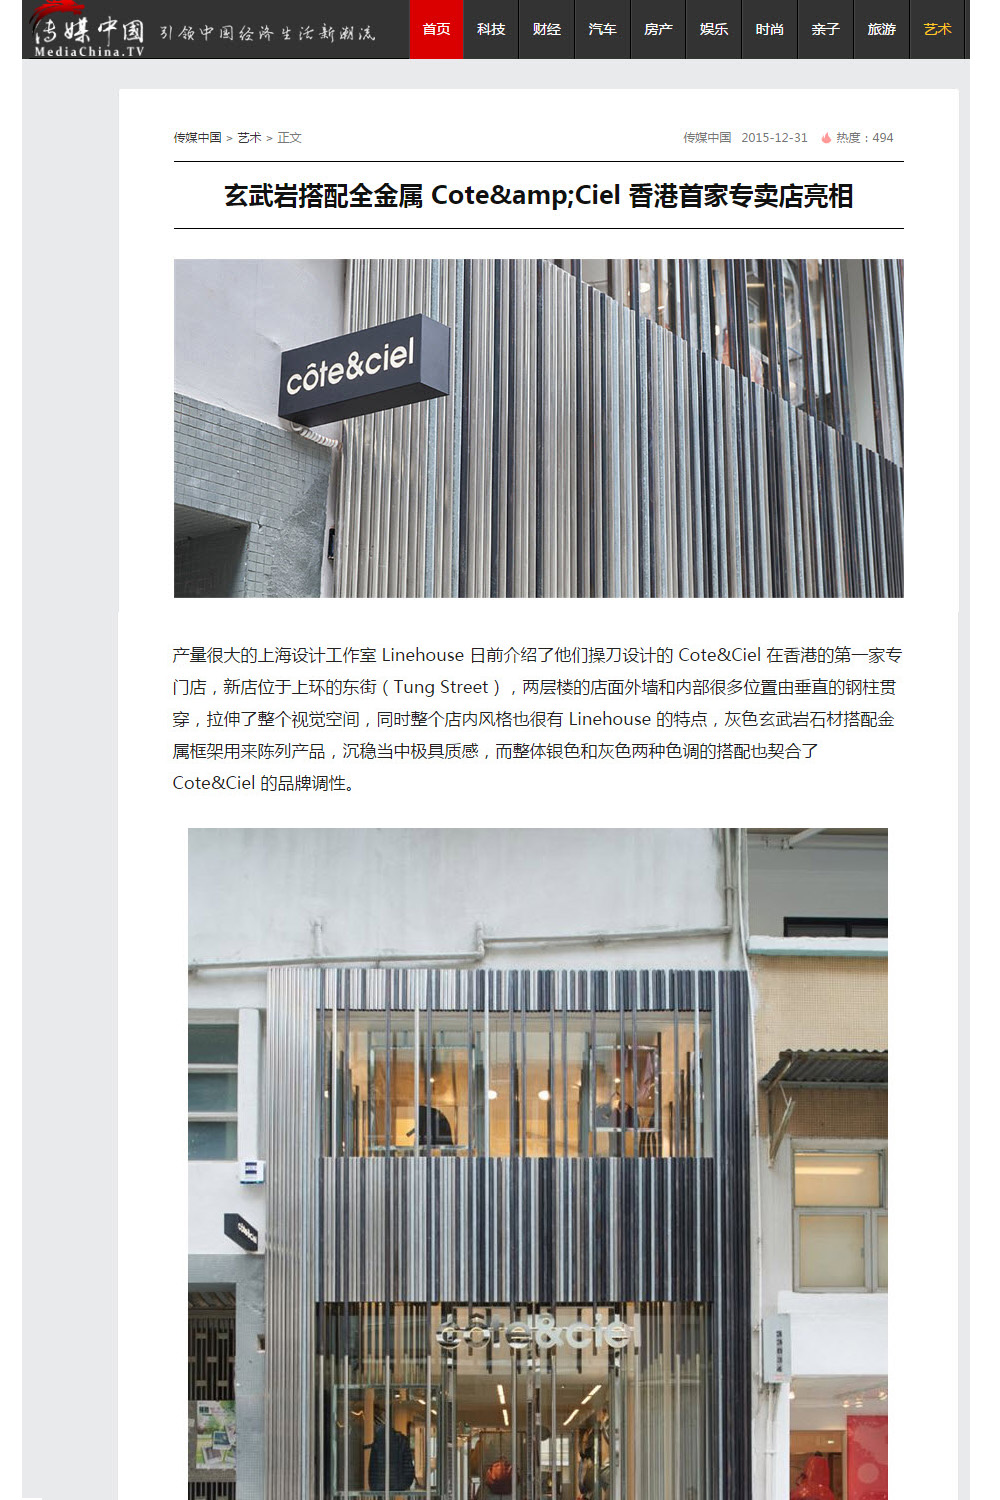 传媒中国 引领中国经济生活新潮流 首页 科技 财经 汽车 房产 娱乐 时尚 亲子 旅游 艺术
MediaChina.TV
传媒中国 > 艺术 > 正文 传媒中国 2015-12-31 热度：494
玄武岩搭配全金属 Cote&amp;Ciel 香港首家专卖店亮相
côte&ciel
产量很大的上海设计工作室 Linehouse 日前介绍了他们操刀设计的 Cote&Ciel 在香港的第一家专
门店，新店位于上环的东街（Tung Street），两层楼的店面外墙和内部很多位置由垂直的钢柱贯
穿，拉伸了整个视觉空间，同时整个店内风格也很有 Linehouse 的特点，灰色玄武岩石材搭配金
属框架用来陈列产品，沉稳当中极具质感，而整体银色和灰色两种色调的搭配也契合了
Cote&Ciel 的品牌调性。
côte&ciel
côte&ciel